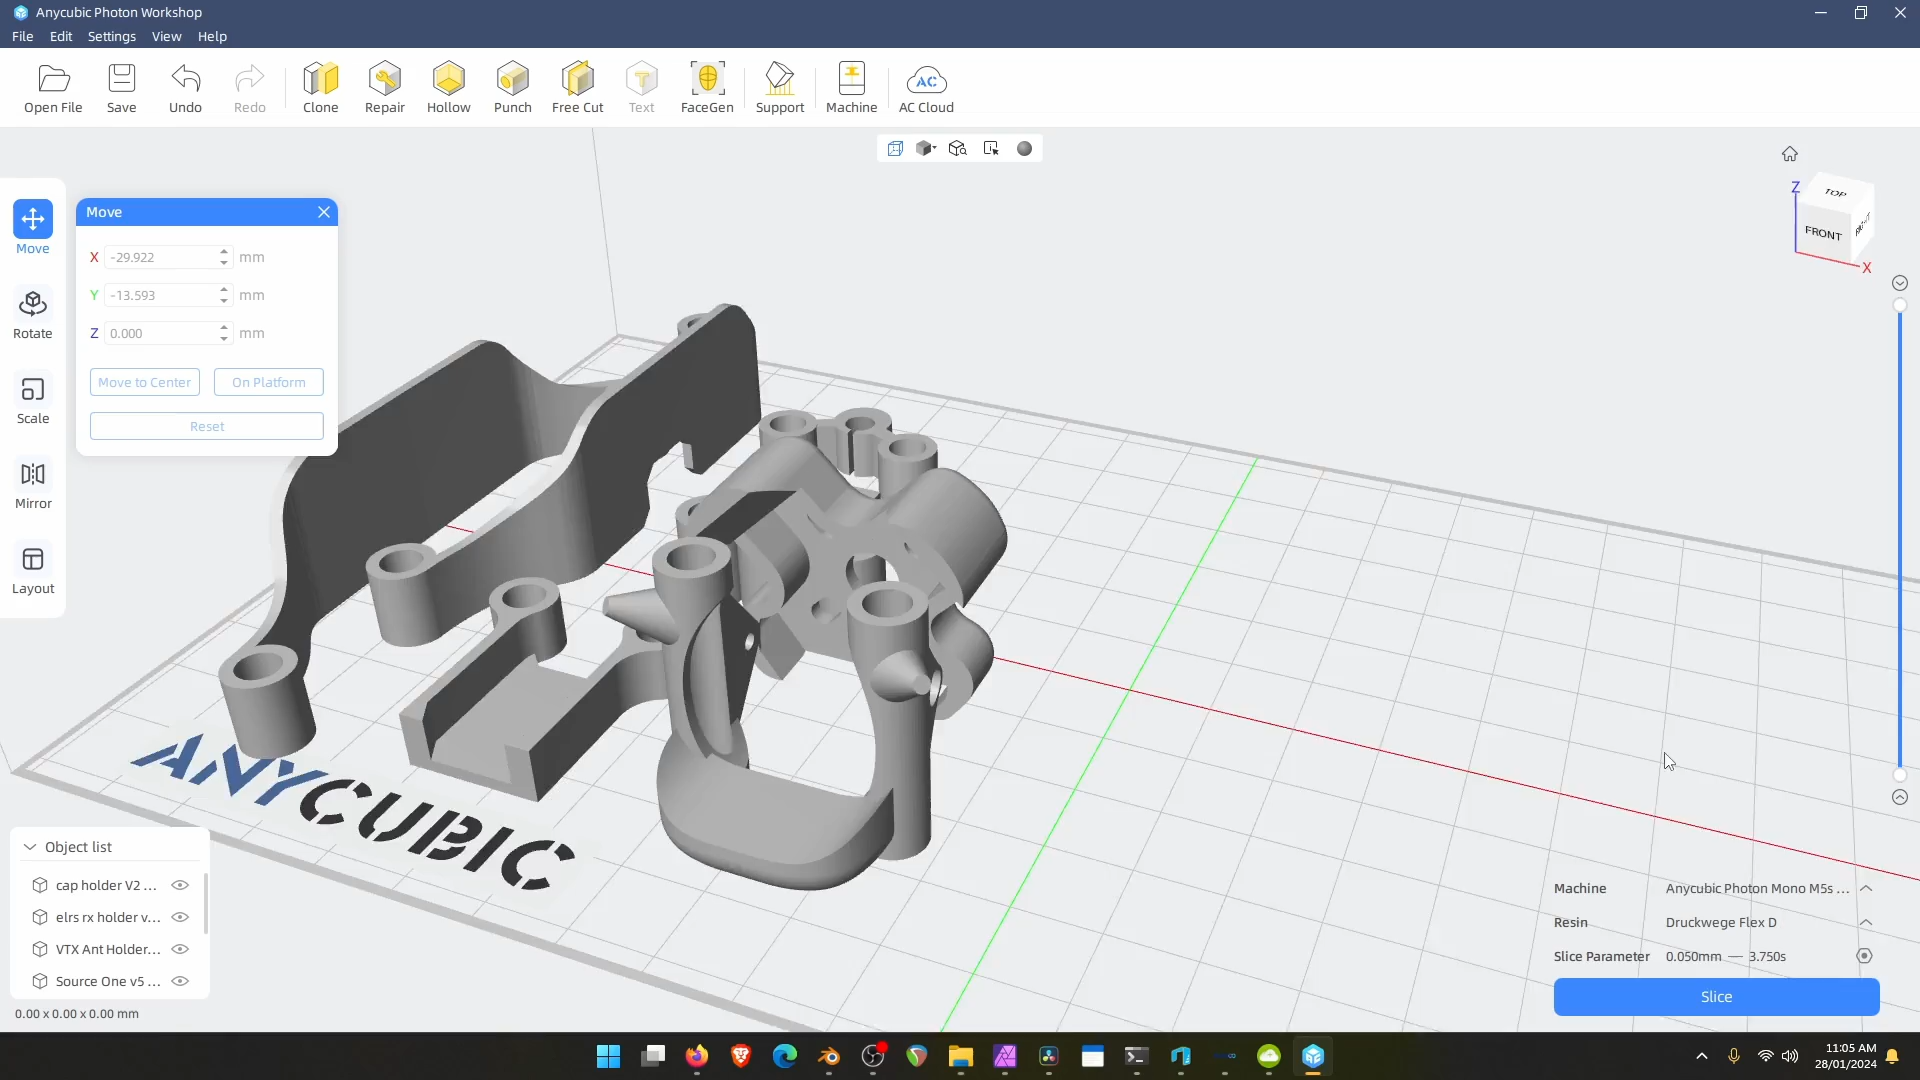 Anycubic Photon Workshop
File Edit Settings View Help
Open File Save Undo Redo Clone Repair Hollow Punch Free Cut Text FaceGen Support Machine AC Cloud
AC
Z
TOP
FRONT
RIGHT
X
Move
Rotate
Scale
Mirror
Layout
Move
X -29.922 mm
Y -13.593 mm
Z 0.000 mm
Move to Center On Platform
Reset
ANYCUBIC
Object list
cap holder V2 ...
elrs rx holder v...
VTX Ant Holder...
Source One v5 ...
0.00 x 0.00 x 0.00 mm
Machine Anycubic Photon Mono M5s ...
Resin Druckwege Flex D
Slice Parameter 0.050mm — 3.750s
Slice
11:05 AM
28/01/2024